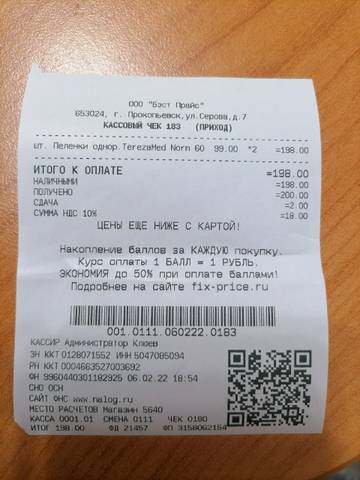 ООО "Бэст Прайс"
653024, г. Прокопьевск,ул.Серова,д.7
КАССОВЫЙ ЧЕК 183 (ПРИХОД)
шт. Пеленки однор.TerezaMed Norm 60 99.00 *2 =198.00
ИТОГО К ОПЛАТЕ =198.00
НАЛИЧНЫМИ =198.00
ПОЛУЧЕНО =200.00
СДАЧА =2.00
СУММА НДС 10% =18.00
ЦЕНЫ ЕЩЕ НИЖЕ С КАРТОЙ!
Накопление баллов за КАЖДУЮ покупку.
Курс оплаты 1 БАЛЛ = 1 РУБЛЬ.
ЭКОНОМИЯ до 50% при оплате баллами!
Подробнее на сайте fix-price.ru
001.0111.060222.0183
КАССИР Администратор Клюев
ЗН ККТ 0128071552 ИНН 5047085094
РН ККТ 0004663527003692
ФН 9960440301182925 06.02.22 18:54
СНО ОСН
САЙТ ФНС www.nalog.ru
МЕСТО РАСЧЕТОВ Магазин 5640
КАССА 0001.01 СМЕНА 0111 ЧЕК 0180
ИТОГ 198.00 ФД 21457 ФП 3158062154